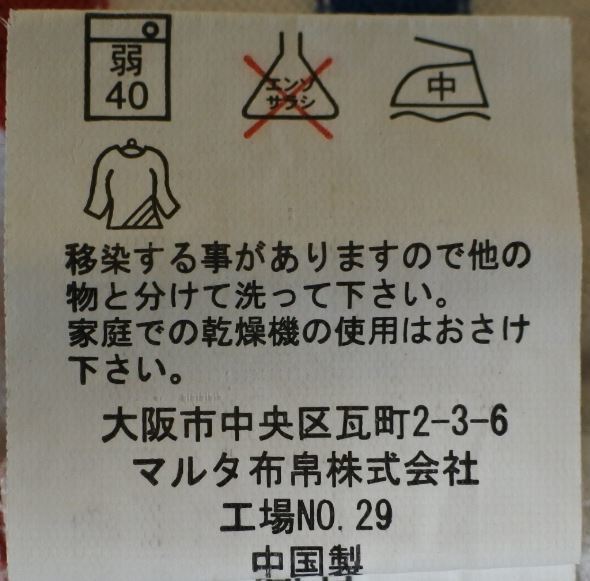 弱
40
エンソ
サラシ
中
移染する事がありますので他の
物と分けて洗って下さい。
家庭での乾燥機の使用はおさけ
下さい。
大阪市中央区瓦町2-3-6
マルタ布帛株式会社
工場NO.29
中国製